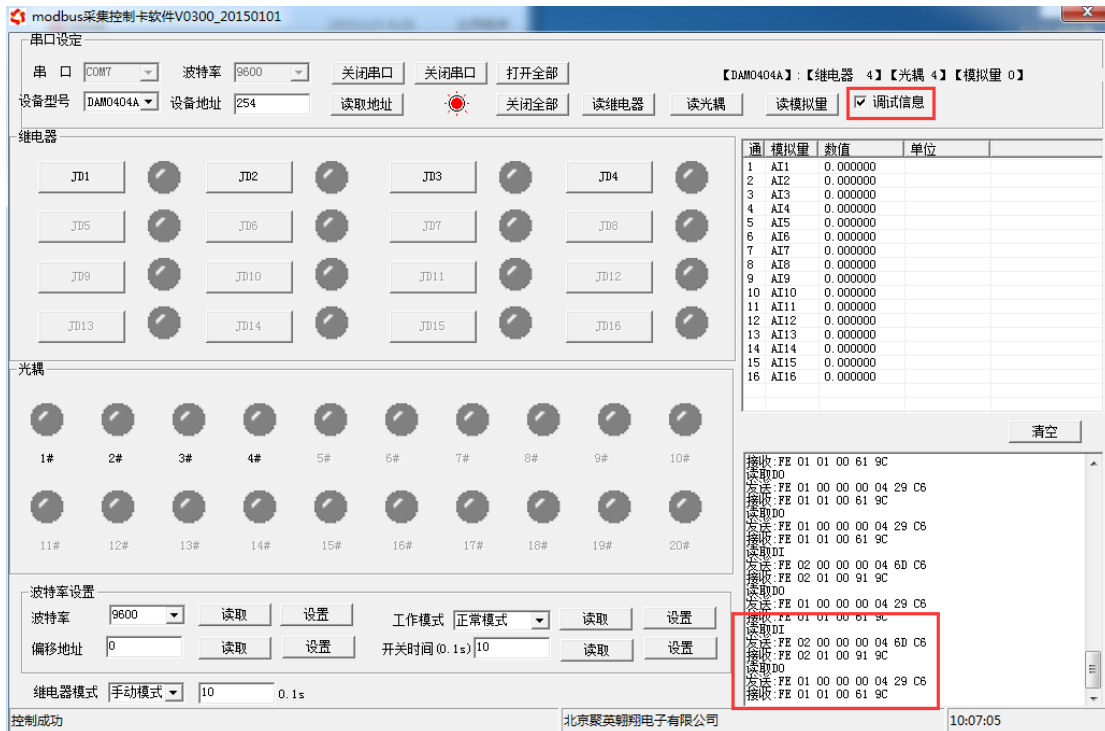 modbus采集控制卡软件V0300_20150101
串口设定
串 口 COM7 波特率 9600 关闭串口 关闭串口 打开全部 【DAM0404A】:【继电器 4】【光耦 4】【模拟量 0】
设备型号 DAM0404A 设备地址 254 读取地址 关闭全部 读继电器 读光耦 读模拟量 调试信息
继电器
JD1 JD2 JD3 JD4
JD5 JD6 JD7 JD8
JD9 JD10 JD11 JD12
JD13 JD14 JD15 JD16
通 模拟量 数值 单位
1 AI1 0.000000
2 AI2 0.000000
3 AI3 0.000000
4 AI4 0.000000
5 AI5 0.000000
6 AI6 0.000000
7 AI7 0.000000
8 AI8 0.000000
9 AI9 0.000000
10 AI10 0.000000
11 AI11 0.000000
12 AI12 0.000000
13 AI13 0.000000
14 AI14 0.000000
15 AI15 0.000000
16 AI16 0.000000
光耦
1# 2# 3# 4# 5# 6# 7# 8# 9# 10#
11# 12# 13# 14# 15# 16# 17# 18# 19# 20#
清空
接收:FE 01 01 00 61 9C
读取DO
发送:FE 01 00 00 00 04 29 C6
接收:FE 01 01 00 61 9C
读取DO
发送:FE 01 00 00 00 04 29 C6
接收:FE 01 01 00 61 9C
读取DI
发送:FE 02 00 00 00 04 6D C6
接收:FE 02 01 00 91 9C
读取DO
发送:FE 01 00 00 00 04 29 C6
接收:FE 01 01 00 61 9C
读取DI
发送:FE 02 00 00 00 04 6D C6
接收:FE 02 01 00 91 9C
读取DO
发送:FE 01 00 00 00 04 29 C6
接收:FE 01 01 00 61 9C
波特率设置
波特率 9600 读取 设置 工作模式 正常模式 读取 设置
偏移地址 0 读取 设置 开关时间(0.1s) 10 读取 设置
继电器模式 手动模式 10 0.1s
控制成功 北京聚英翱翔电子有限公司 10:07:05